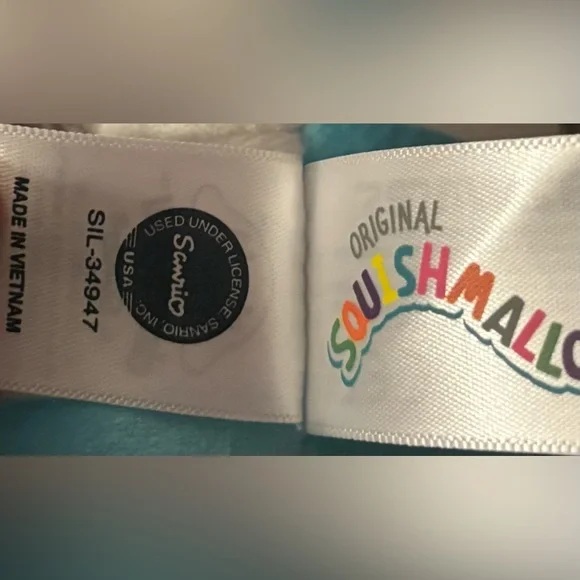 MADE IN VIETNAM
SIL-34947
USED UNDER LICENSE. SANRIO, INC.
Sanrio
USA
ORIGINAL
SQUISHMALLO